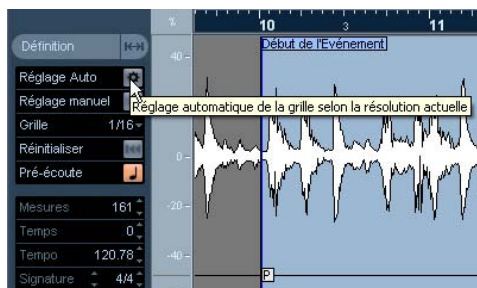 %
10 3 11
Définition
Début de l'Evénement
40
Réglage Auto
Réglage manuel
Réglage automatique de la grille selon la résolution actuelle
Grille 1/16
Réinitialiser
0
Pré-écoute
Mesures 161
-20
Temps 0
Tempo 120.78
-40
Signature 4/4
P